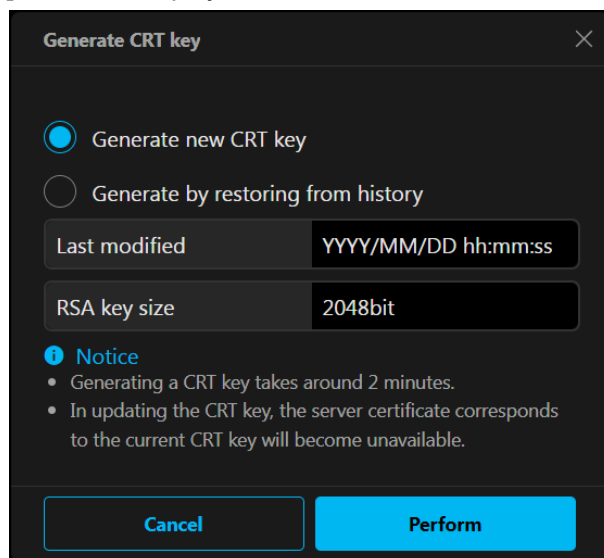 Generate CRT key
Generate new CRT key
Generate by restoring from history
Last modified YYYY/MM/DD hh:mm:ss
RSA key size 2048bit
Notice
• Generating a CRT key takes around 2 minutes.
• In updating the CRT key, the server certificate corresponds
to the current CRT key will become unavailable.
Cancel Perform